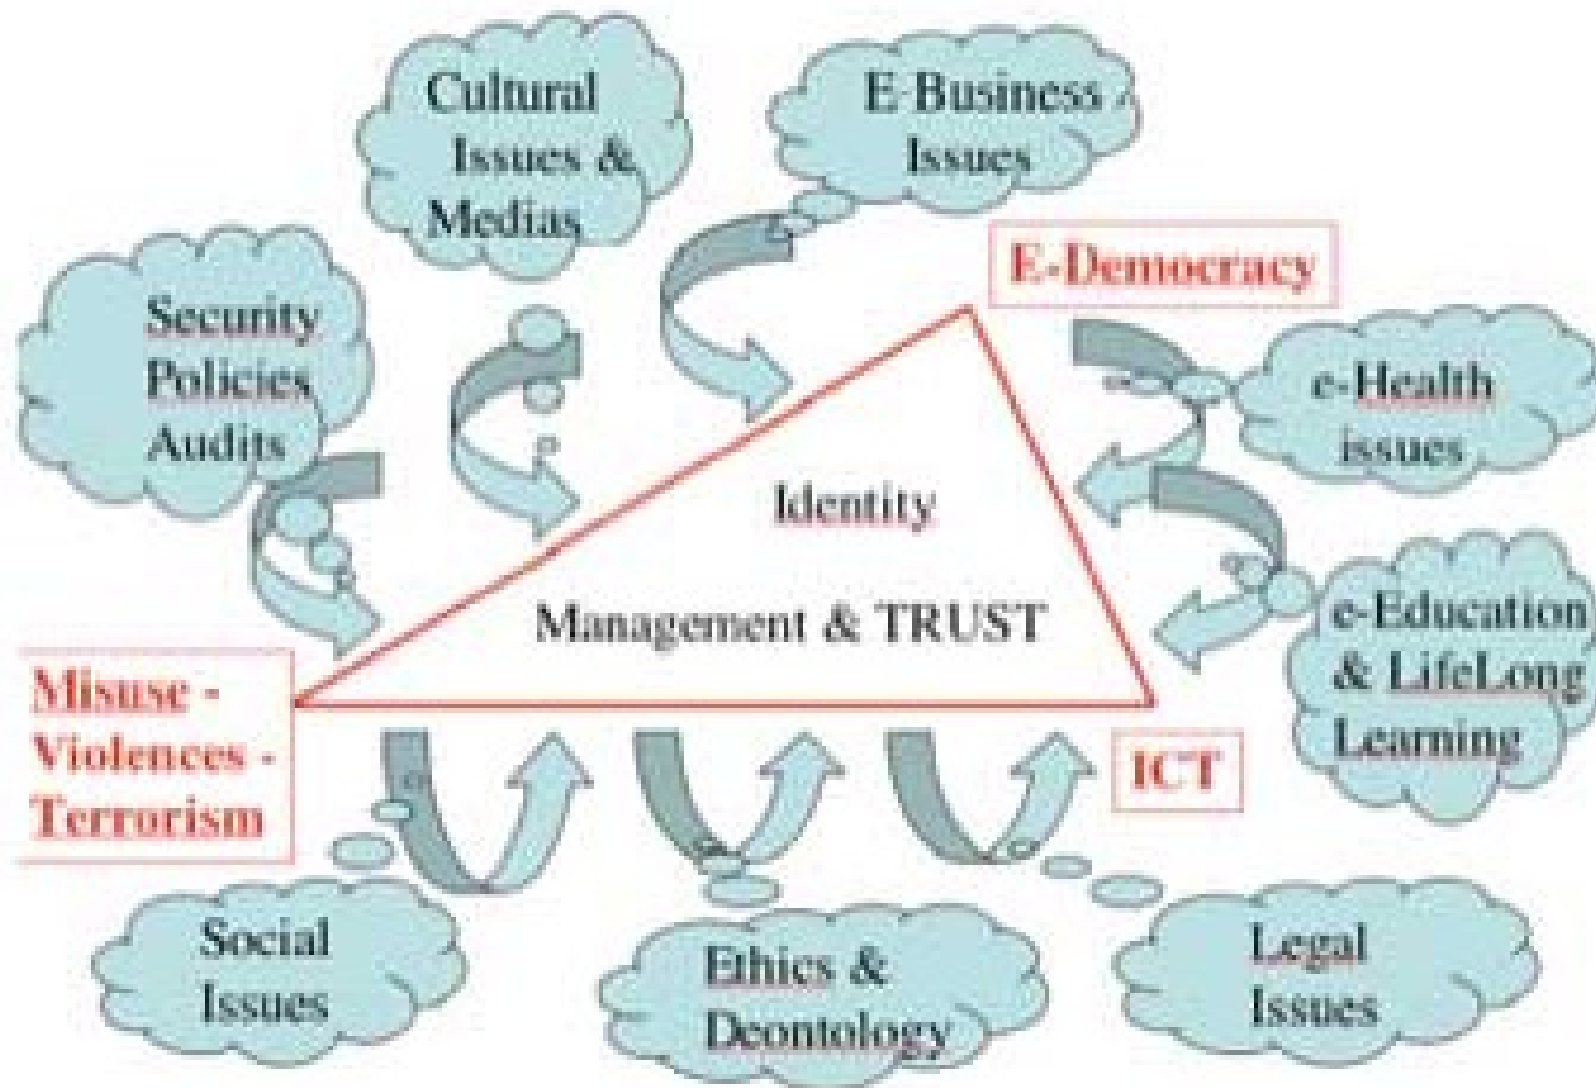 Cultural
Issues &
Medias
E-Business
Issues
E-Democracy
Security
Policies
Audits
e-Health
issues
Identity
Management & TRUST
e-Education
& LifeLong
Learning
Misuse -
Violences -
Terrorism
ICT
Social
Issues
Ethics &
Deontology
Legal
Issues